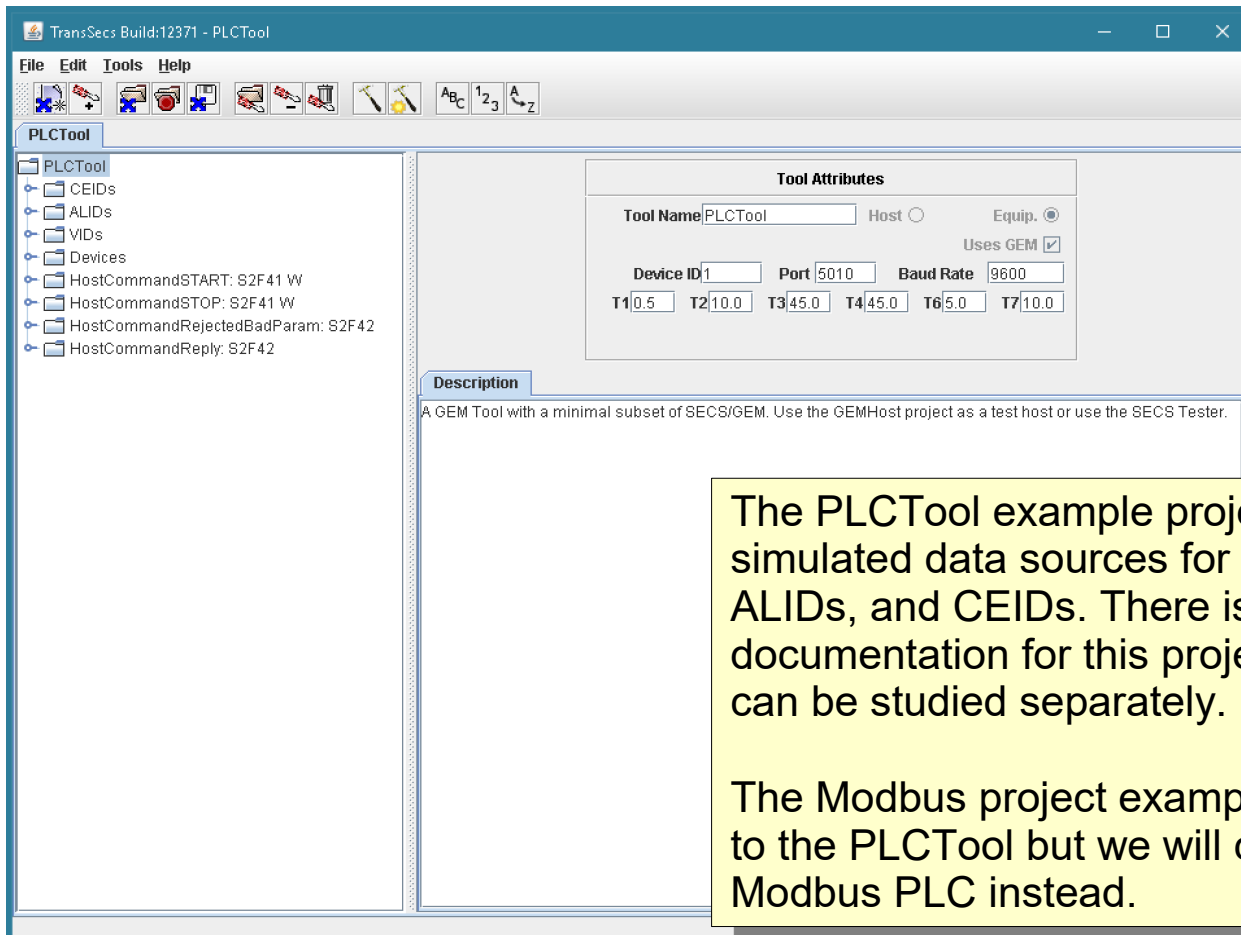 TransSecs Build:12371 - PLCTool
File Edit Tools Help
ABC 123 A Z
PLCTool
PLCTool
CEIDs
ALIDs
VIDs
Devices
HostCommandSTART: S2F41 W
HostCommandSTOP: S2F41 W
HostCommandRejectedBadParam: S2F42
HostCommandReply: S2F42
Tool Attributes
Tool Name PLCTool Host Equip.
Uses GEM
Device ID 1 Port 5010 Baud Rate 9600
T1 0.5 T2 10.0 T3 45.0 T4 45.0 T6 5.0 T7 10.0
Description
A GEM Tool with a minimal subset of SECS/GEM. Use the GEMHost project as a test host or use the SECS Tester.
The PLCTool example
simulated data sources for
ALIDs, and CEIDs. There
documentation for this
can be studied separately.
The Modbus project
to the PLCTool but we will
Modbus PLC instead.